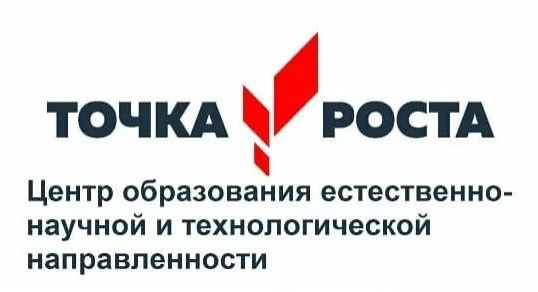 ТОЧКА РОСТА
Центр образования естественно-
научной и технологической
направленности